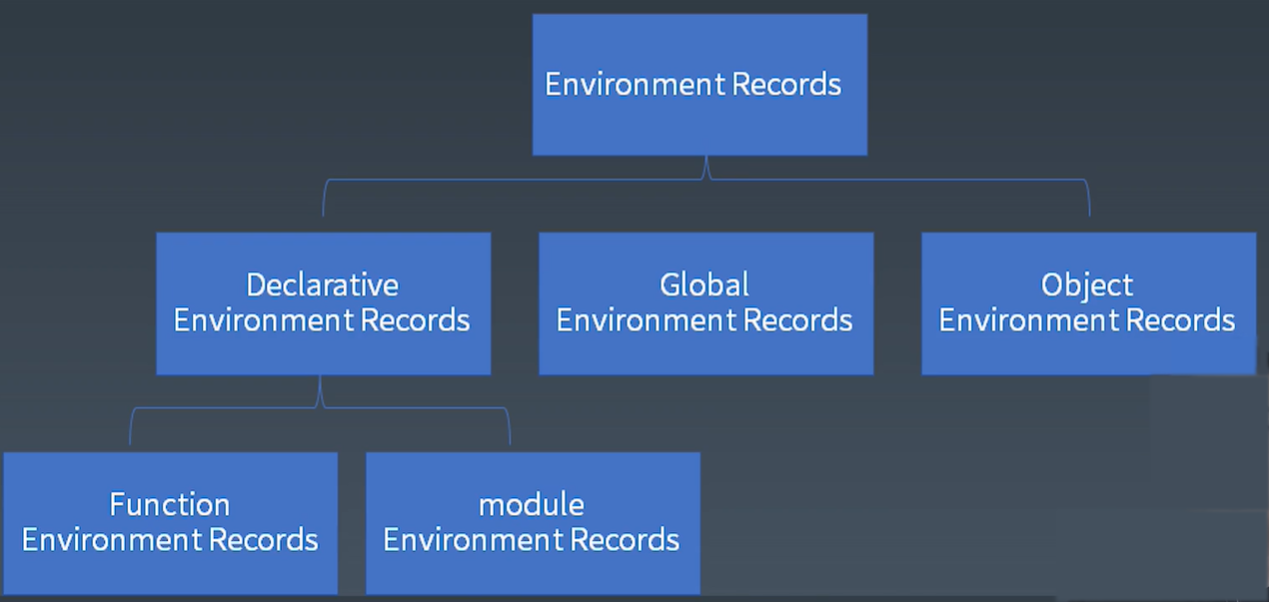 Environment Records
Declarative
Environment Records
Global
Environment Records
Object
Environment Records
Function
Environment Records
module
Environment Records